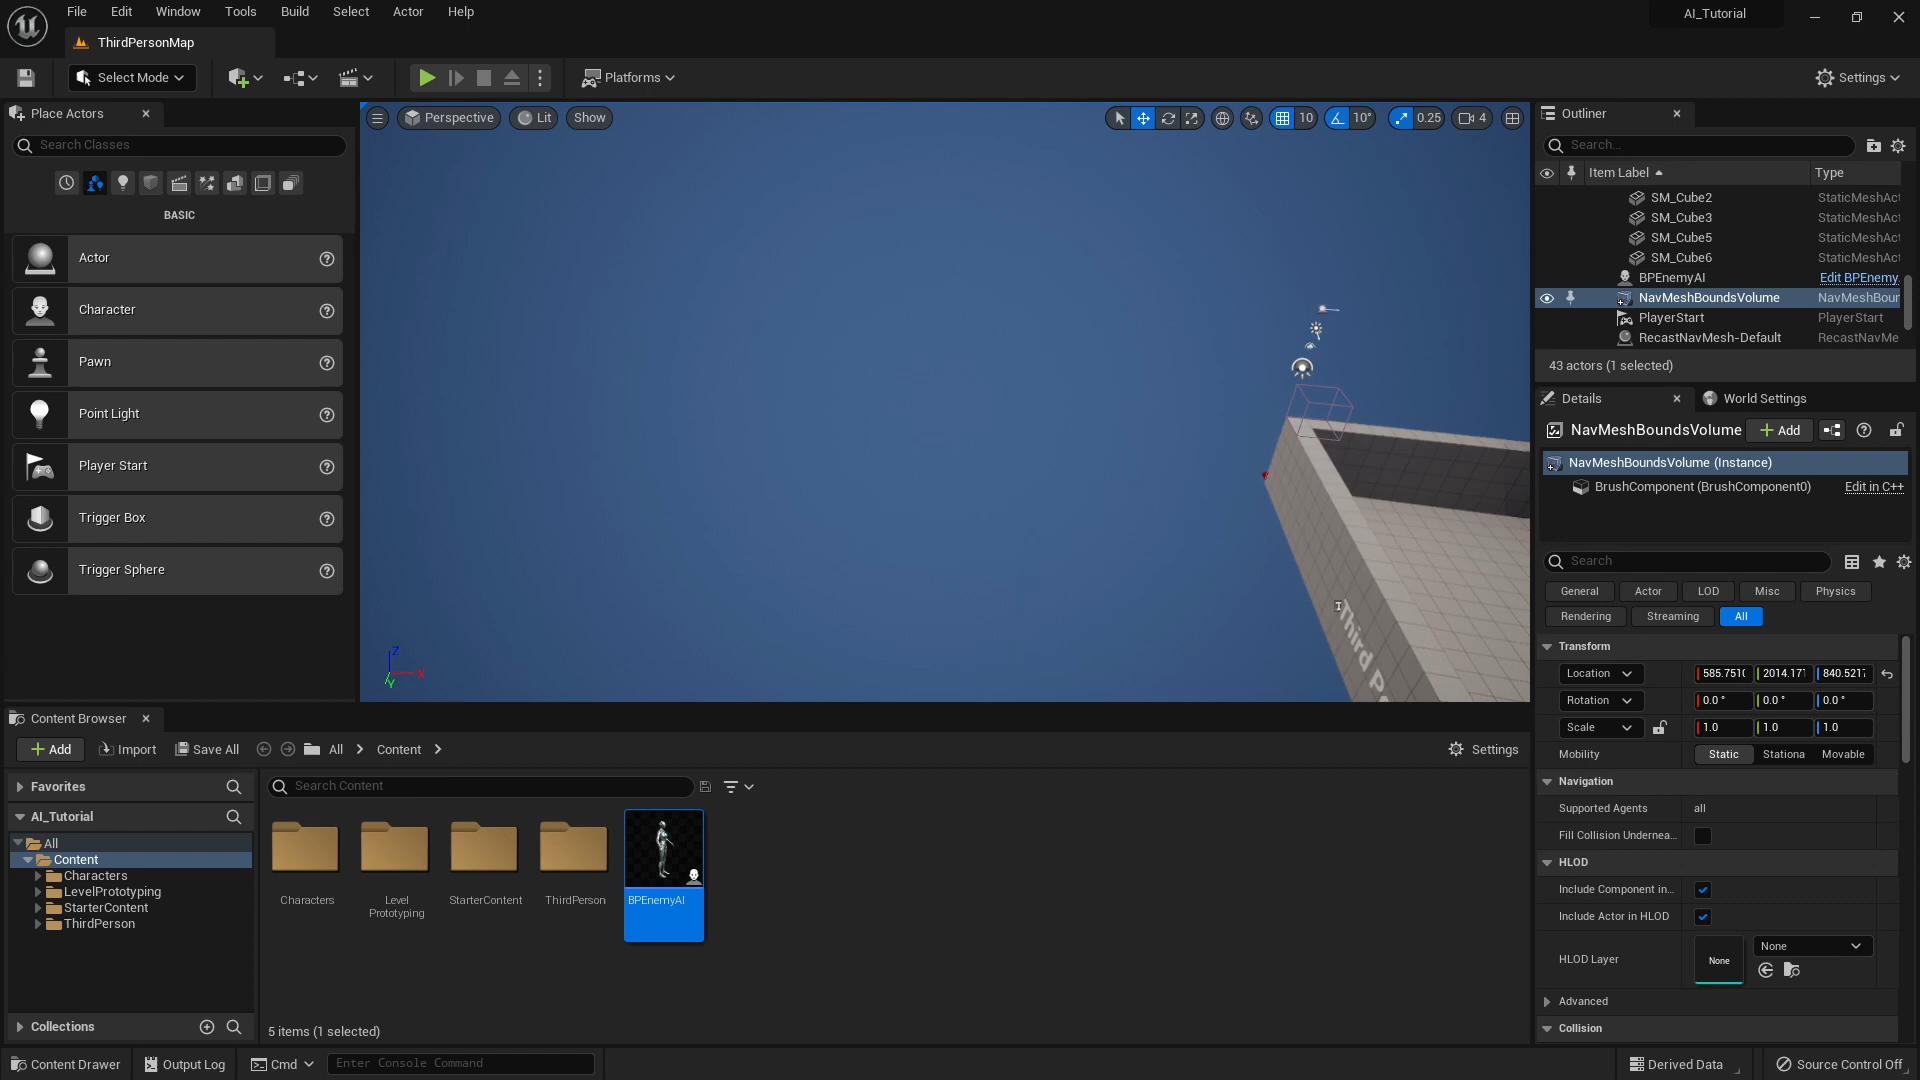 File Edit Window Tools Build Select Actor Help
AI_Tutorial
ThirdPersonMap
Select Mode
Platforms
Settings
Place Actors
Search Classes
BASIC
Actor
Character
Pawn
Point Light
Player Start
Trigger Box
Trigger Sphere
Perspective Lit Show
10 10° 0.25 4
Z
X
Y
Third P
Outliner
Search...
Item Label Type
SM_Cube2 StaticMeshAct
SM_Cube3 StaticMeshAct
SM_Cube5 StaticMeshAct
SM_Cube6 StaticMeshAct
BPEnemyAI Edit BPEnemy
NavMeshBoundsVolume NavMeshBour
PlayerStart PlayerStart
RecastNavMesh-Default RecastNavMe
43 actors (1 selected)
Details World Settings
NavMeshBoundsVolume Add
NavMeshBoundsVolume (Instance)
BrushComponent (BrushComponent0) Edit in C++
Search
General Actor LOD Misc Physics
Rendering Streaming All
Transform
Location 585.751( 2014.17 840.521
Rotation 0.0 ° 0.0 ° 0.0 °
Scale 1.0 1.0 1.0
Mobility Static Stationa Movable
Navigation
Supported Agents all
Fill Collision Undernea...
HLOD
Include Component in...
Include Actor in HLOD
HLOD Layer None None
Advanced
Collision
Content Browser
Add Import Save All All Content Settings
Favorites
AI_Tutorial
All
Content
Characters
LevelPrototyping
StarterContent
ThirdPerson
Collections
Search Content
Characters
Level
Prototyping
StarterContent
ThirdPerson
BPEnemyAI
5 items (1 selected)
Content Drawer Output Log Cmd Enter Console Command Derived Data Source Control Off